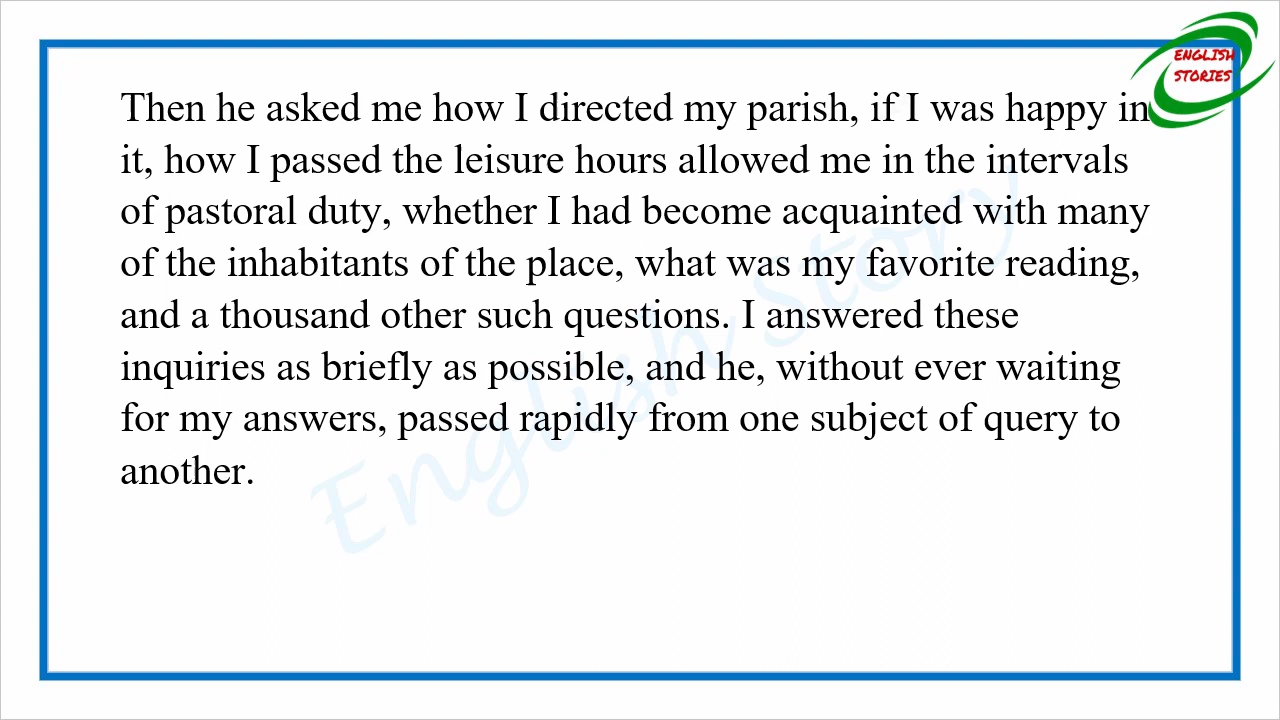 ENGLISH
STORIES
Then he asked me how I directed my parish, if I was happy in
it, how I passed the leisure hours allowed me in the intervals
of pastoral duty, whether I had become acquainted with many
of the inhabitants of the place, what was my favorite reading,
and a thousand other such questions. I answered these
inquiries as briefly as possible, and he, without ever waiting
for my answers, passed rapidly from one subject of query to
another.
English Story